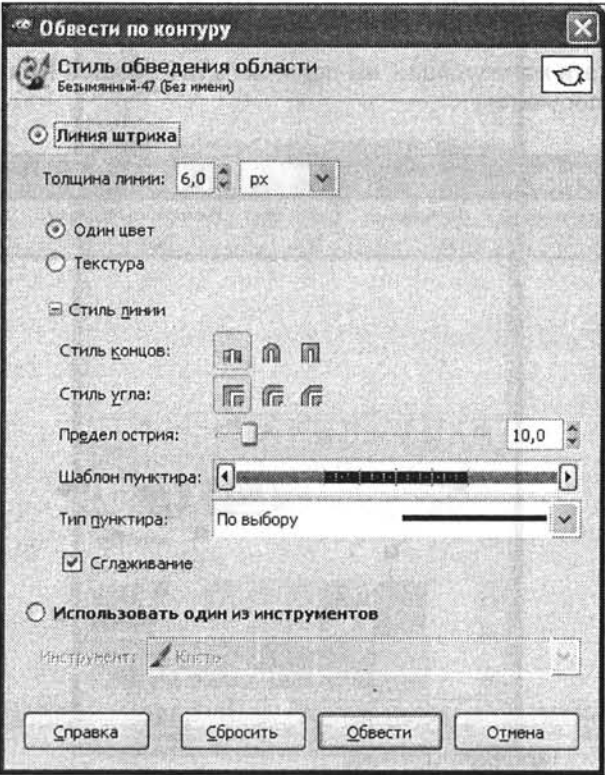 Обвести по контуру
Стиль обведения области
Безымянный-47 (Без имени)
Линия штриха
Толщина линии: 6,0 px
Один цвет
Текстура
Стиль линии
Стиль концов:
Стиль угла:
Предел острия: 10,0
Шаблон пунктира:
Тип пунктира: По выбору
Сглаживание
Использовать один из инструментов
Инструмент: Кисть
Справка Сбросить Обвести Отмена